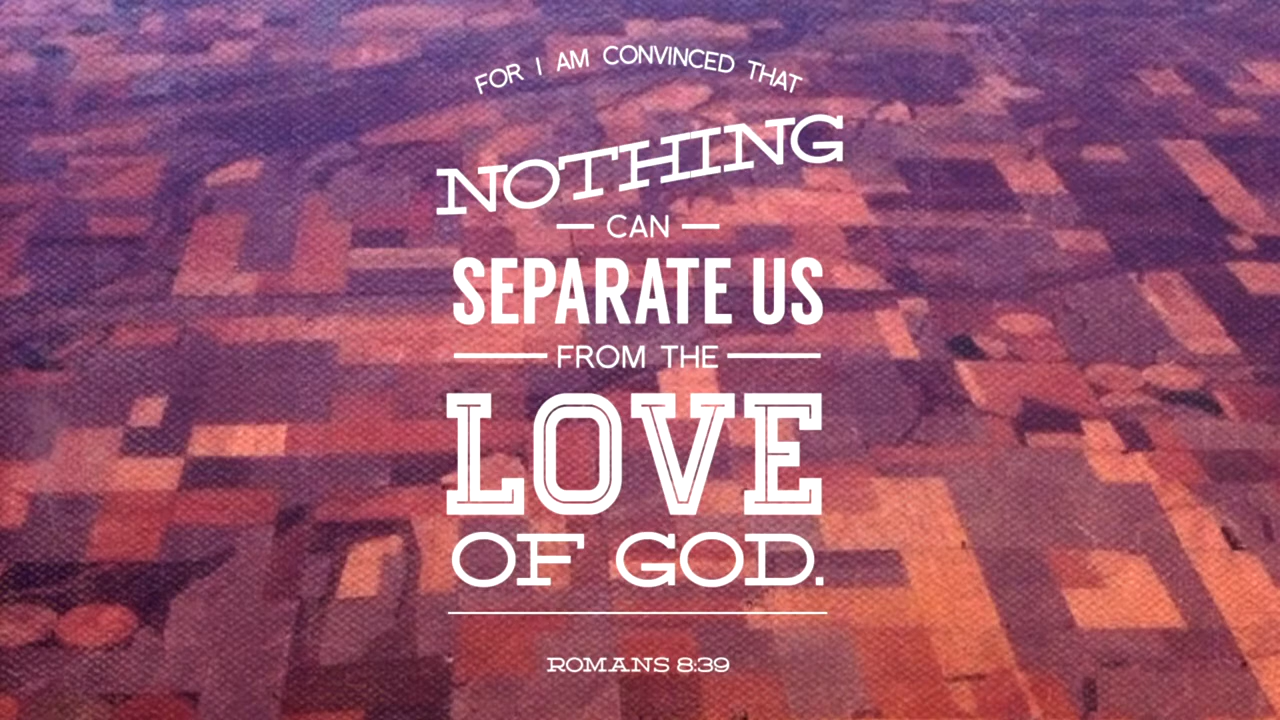 FOR I AM CONVINCED THAT
NOTHING
CAN
SEPARATE US
FROM THE
LOVE
OF GOD.
ROMANS 8:39